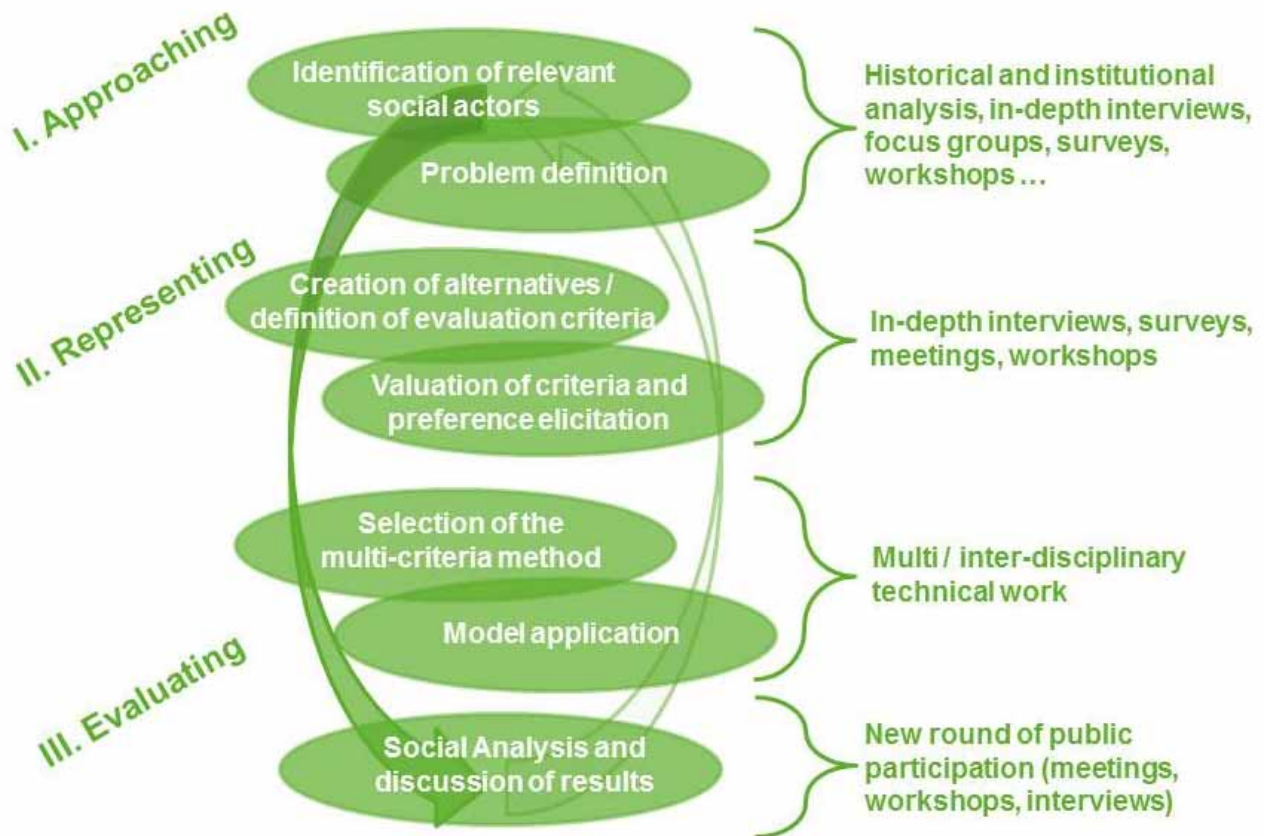 I. Approaching
Identification of relevant
social actors
Problem definition
Historical and institutional
analysis, in-depth interviews,
focus groups, surveys,
workshops ...
II. Representing
Creation of alternatives /
definition of evaluation criteria
Valuation of criteria and
preference elicitation
In-depth interviews, surveys,
meetings, workshops
III. Evaluating
Selection of the
multi-criteria method
Model application
Multi / inter-disciplinary
technical work
Social Analysis and
discussion of results
New round of public
participation (meetings,
workshops, interviews)